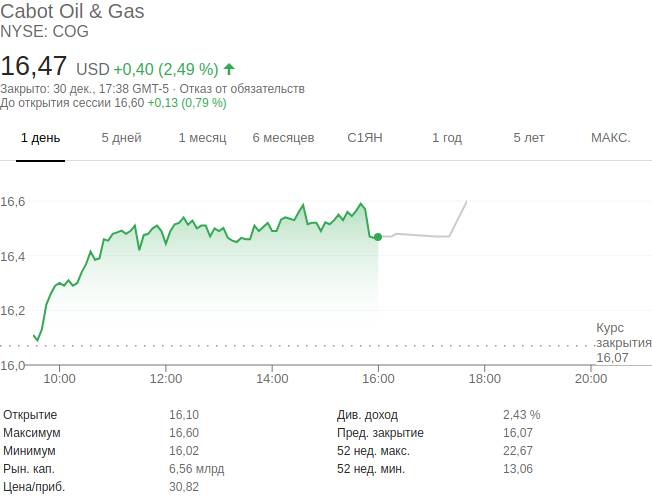 Cabot Oil & Gas
NYSE: COG
16,47 USD +0,40 (2,49 %)
Закрыто: 30 дек., 17:38 GMT-5 · Отказ от обязательств
До открытия сессии 16,60 +0,13 (0,79 %)
1 день 5 дней 1 месяц 6 месяцев С1ЯН 1 год 5 лет МАКС.
16,6
16,4
16,2
16,0
Курс
закрытия
16,07
10:00 12:00 14:00 16:00 18:00 20:00
Открытие 16,10 Див. доход 2,43 %
Максимум 16,60 Пред. закрытие 16,07
Минимум 16,02 52 нед. макс. 22,67
Рын. кап. 6,56 млрд 52 нед. мин. 13,06
Цена/приб. 30,82